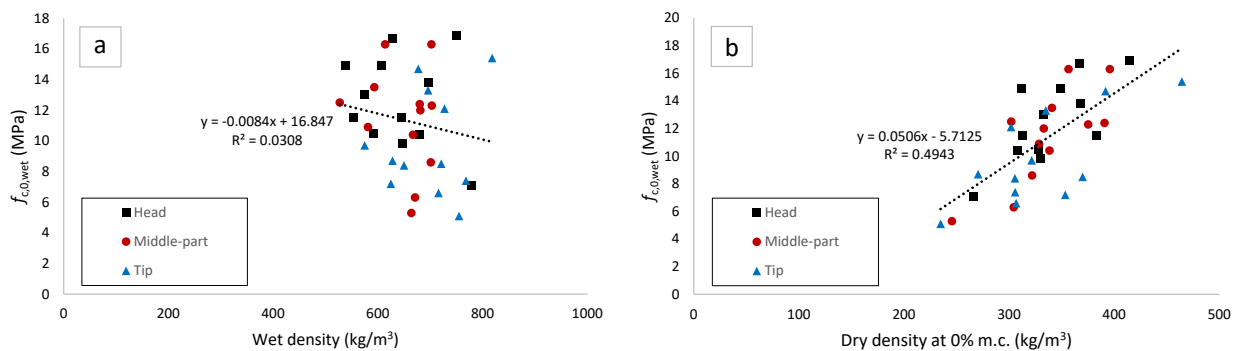 a
18
16
14
12
10
8
6
4
2
0
fc,0,wet (MPa)
y = -0.0084x + 16.847
R² = 0.0308
Head
Middle-part
Tip
0 200 400 600 800 1000
Wet density (kg/m³)
b
20
18
16
14
12
10
8
6
4
2
0
fc,0,wet (MPa)
y = 0.0506x - 5.7125
R² = 0.4943
Head
Middle-part
Tip
0 100 200 300 400 500
Dry density at 0% m.c. (kg/m³)